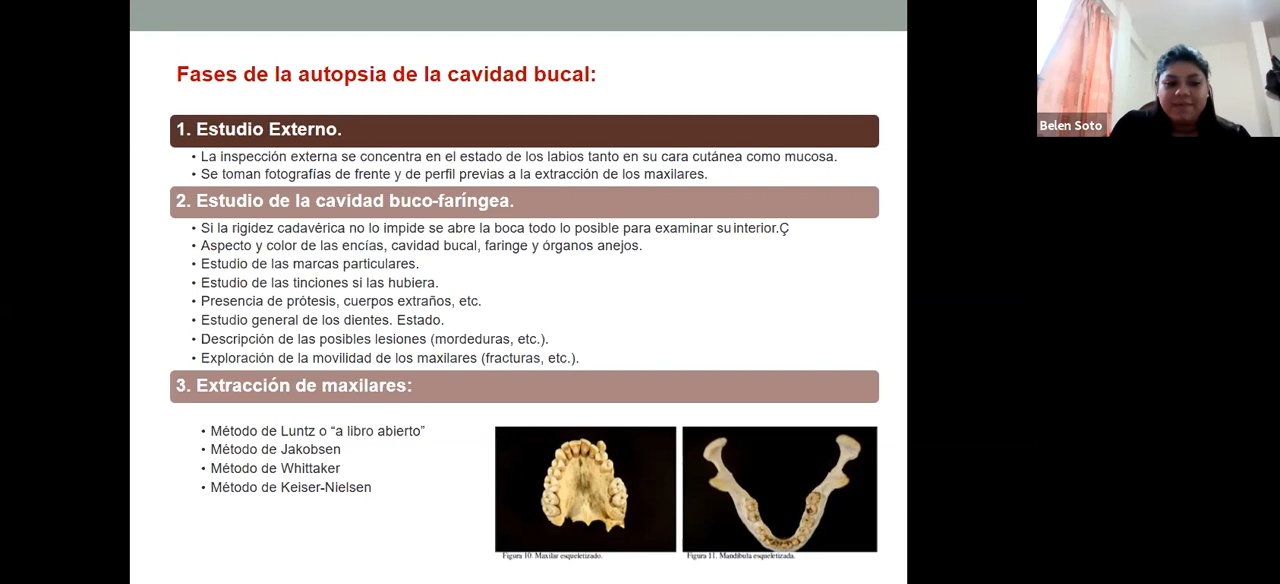 Fases de la autopsia de la cavidad bucal:
1. Estudio Externo.
• La inspección externa se concentra en el estado de los labios tanto en su cara cutánea como mucosa.
• Se toman fotografías de frente y de perfil previas a la extracción de los maxilares.
2. Estudio de la cavidad buco-faríngea.
• Si la rigidez cadavérica no lo impide se abre la boca todo lo posible para examinar su interior.Ç
• Aspecto y color de las encías, cavidad bucal, faringe y órganos anejos.
• Estudio de las marcas particulares.
• Estudio de las tinciones si las hubiera.
• Presencia de prótesis, cuerpos extraños, etc.
• Estudio general de los dientes. Estado.
• Descripción de las posibles lesiones (mordeduras, etc.).
• Exploración de la movilidad de los maxilares (fracturas, etc.).
3. Extracción de maxilares:
• Método de Luntz o “a libro abierto”
• Método de Jakobsen
• Método de Whittaker
• Método de Keiser-Nielsen
Figura 10. Maxilar esqueletizado.
Figura 11. Mandíbula esqueletizada.
Belen Soto